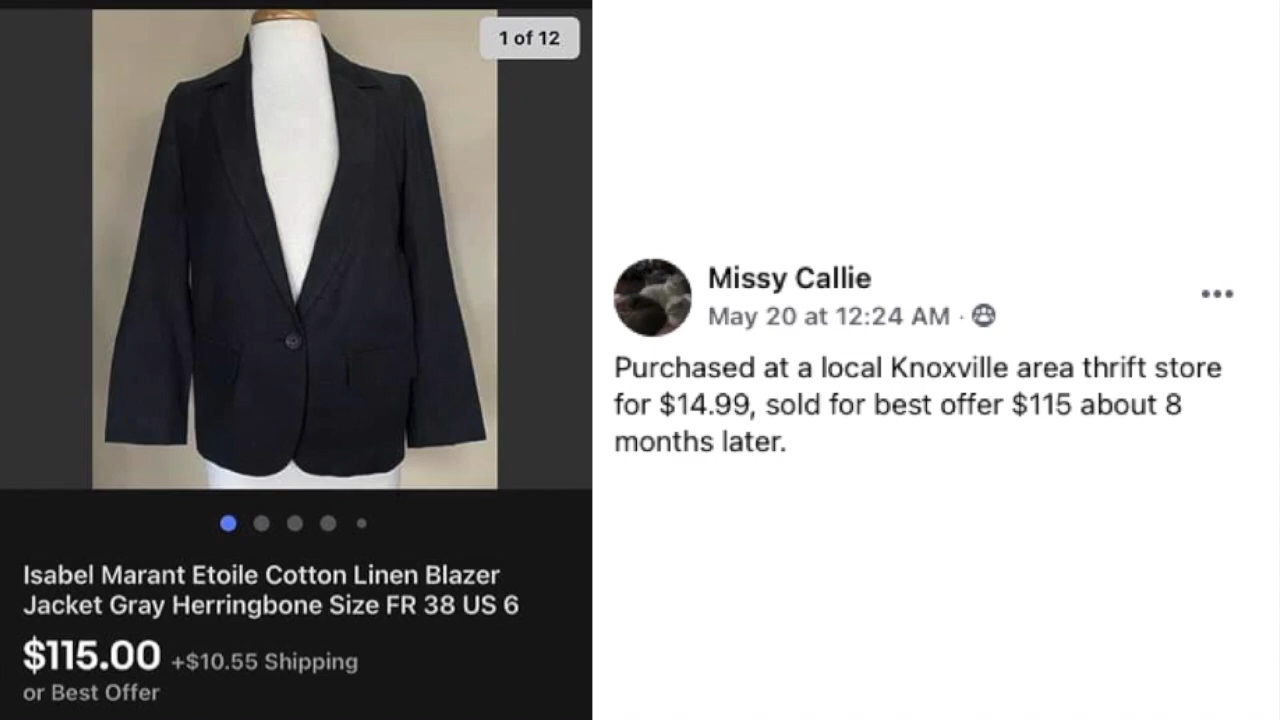 1 of 12
Isabel Marant Etoile Cotton Linen Blazer
Jacket Gray Herringbone Size FR 38 US 6
$115.00 +$10.55 Shipping
or Best Offer
Missy Callie
May 20 at 12:24 AM ·
Purchased at a local Knoxville area thrift store
for $14.99, sold for best offer $115 about 8
months later.